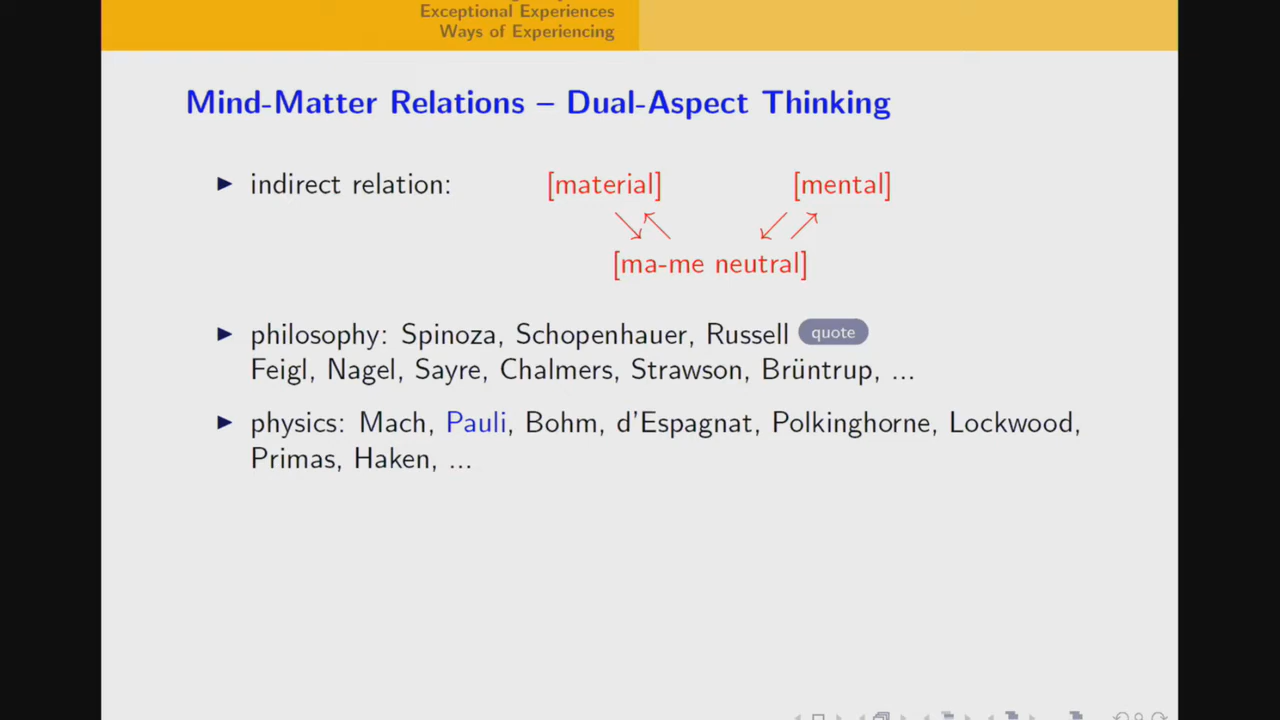 Exceptional Experiences
Ways of Experiencing
Mind-Matter Relations – Dual-Aspect Thinking
▶ indirect relation: [material] [mental]
[ma-me neutral]
▶ philosophy: Spinoza, Schopenhauer, Russell quote
Feigl, Nagel, Sayre, Chalmers, Strawson, Brüntrup, ...
▶ physics: Mach, Pauli, Bohm, d'Espagnat, Polkinghorne, Lockwood,
Primas, Haken, ...